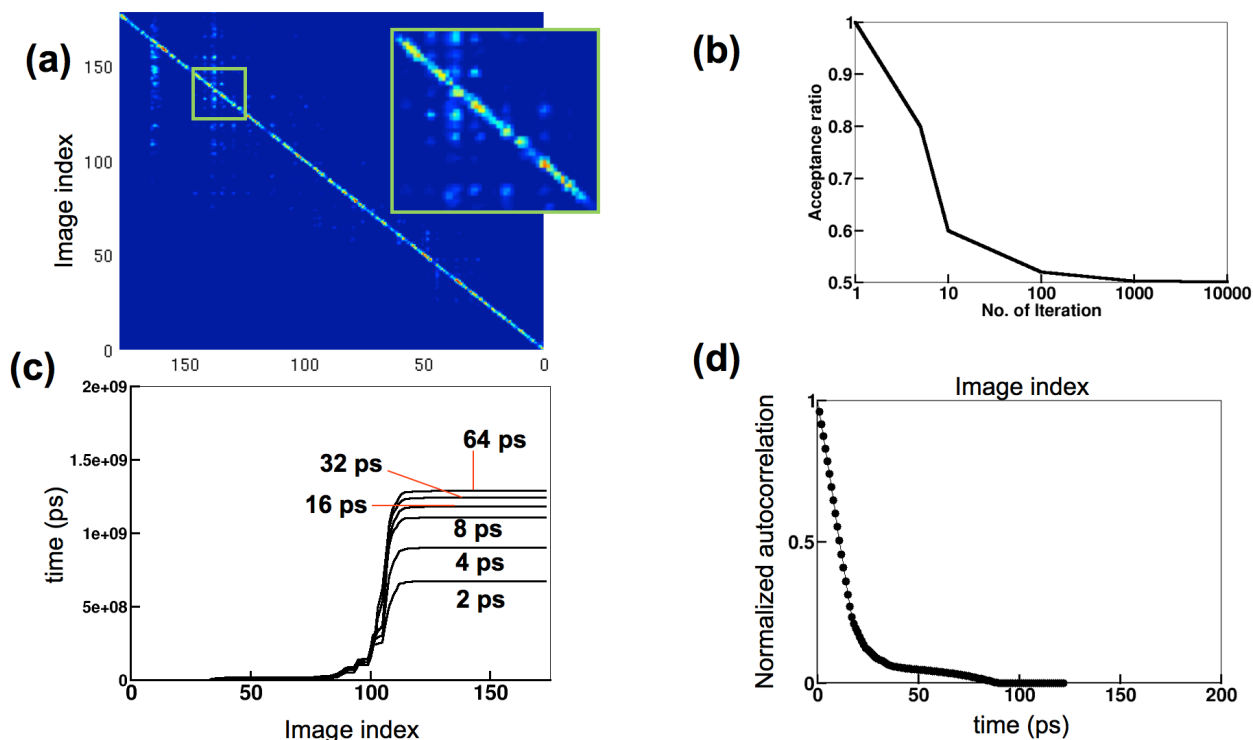 (a)
Image index
150
100
50
0
150
100
50
0
Image index
(b)
Acceptance ratio
1
0.9
0.8
0.7
0.6
0.5
1
10
100
1000
10000
No. of Iteration
(c)
time (ps)
2e+09
1.5e+09
1e+09
5e+08
0
64 ps
32 ps
16 ps
8 ps
4 ps
2 ps
0
50
100
150
Image index
(d)
Normalized autocorrelation
1
0.5
0
0
50
100
150
200
time (ps)